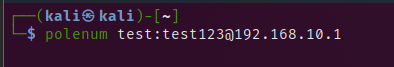 ┌──(kali㉿kali)-[~]
└─$ polenum test:test123@192.168.10.1